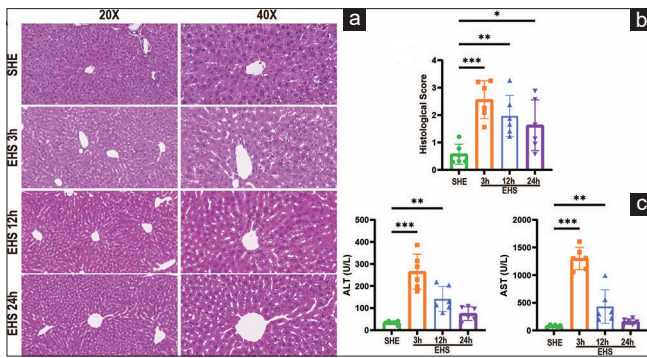 20X
40X
a
SHE
EHS 3h
EHS 12h
EHS 24h
b
*
**
***
Histological Score
4
3
2
1
0
SHE
3h
12h
24h
EHS
c
**
***
ALT (U/L)
500
400
300
200
100
0
SHE
3h
12h
24h
EHS
**
***
AST (U/L)
2500
2000
1500
1000
500
0
SHE
3h
12h
24h
EHS